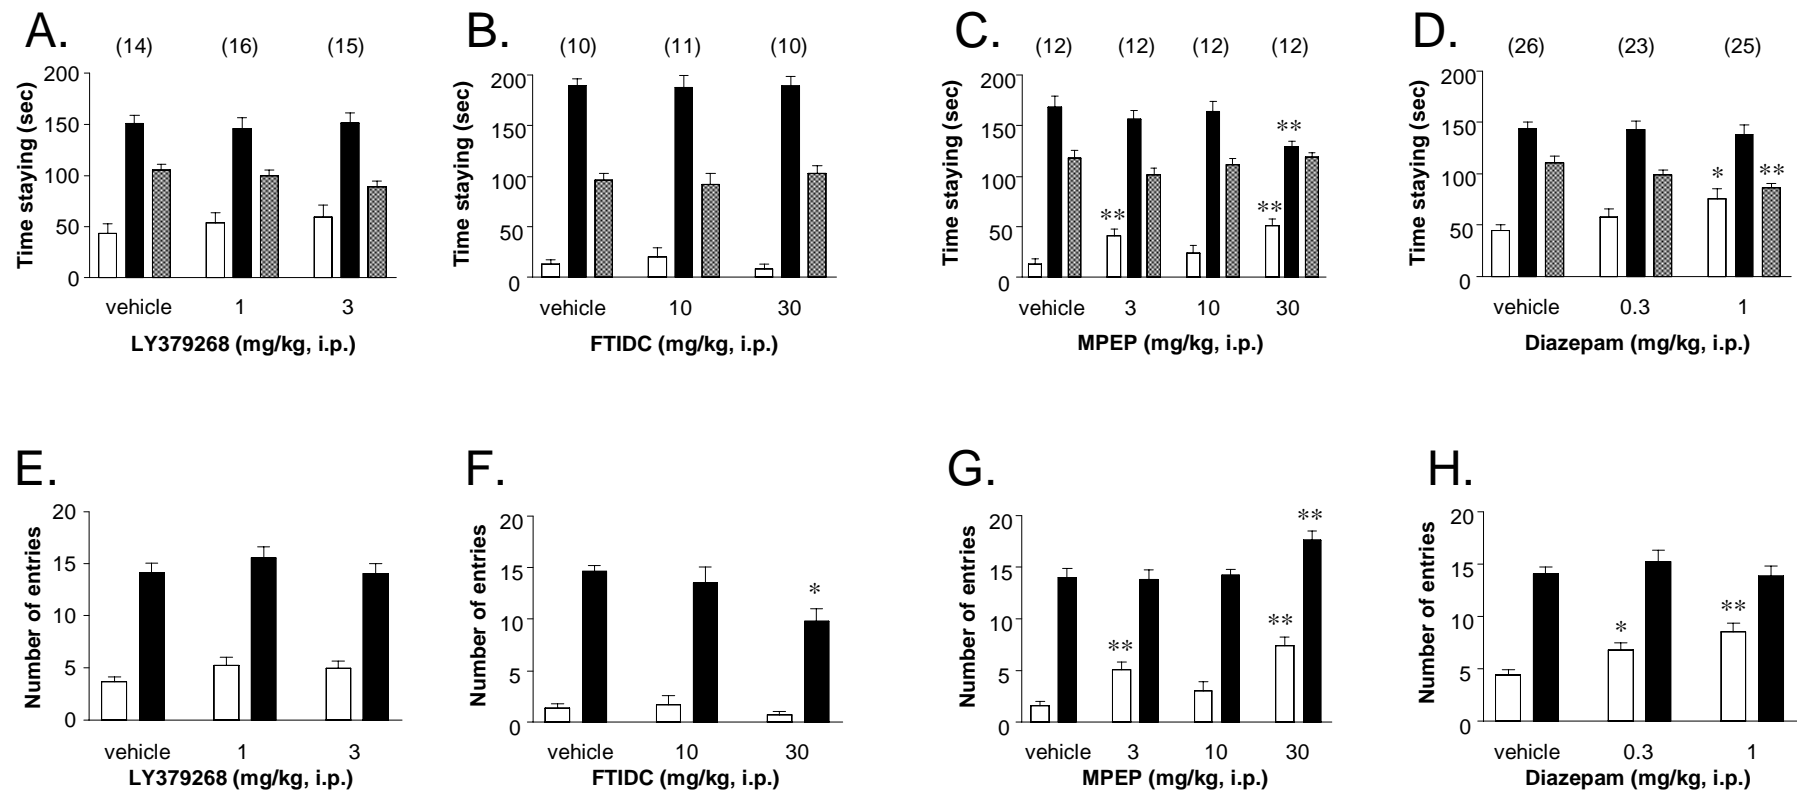 A.
(14) (16) (15)
Time staying (sec)
200
150
100
50
0
vehicle 1 3
LY379268 (mg/kg, i.p.)
B.
(10) (11) (10)
Time staying (sec)
200
150
100
50
0
vehicle 10 30
FTIDC (mg/kg, i.p.)
C.
(12) (12) (12) (12)
Time staying (sec)
200
150
100
50
0
**
**
**
vehicle 3 10 30
MPEP (mg/kg, i.p.)
D.
(26) (23) (25)
Time staying (sec)
200
150
100
50
0
* **
vehicle 0.3 1
Diazepam (mg/kg, i.p.)
E.
Number of entries
20
15
10
5
0
vehicle 1 3
LY379268 (mg/kg, i.p.)
F.
Number of entries
20
15
10
5
0
*
vehicle 10 30
FTIDC (mg/kg, i.p.)
G.
Number of entries
20
15
10
5
0
**
**
**
vehicle 3 10 30
MPEP (mg/kg, i.p.)
H.
Number of entries
20
15
10
5
0
*
**
vehicle 0.3 1
Diazepam (mg/kg, i.p.)